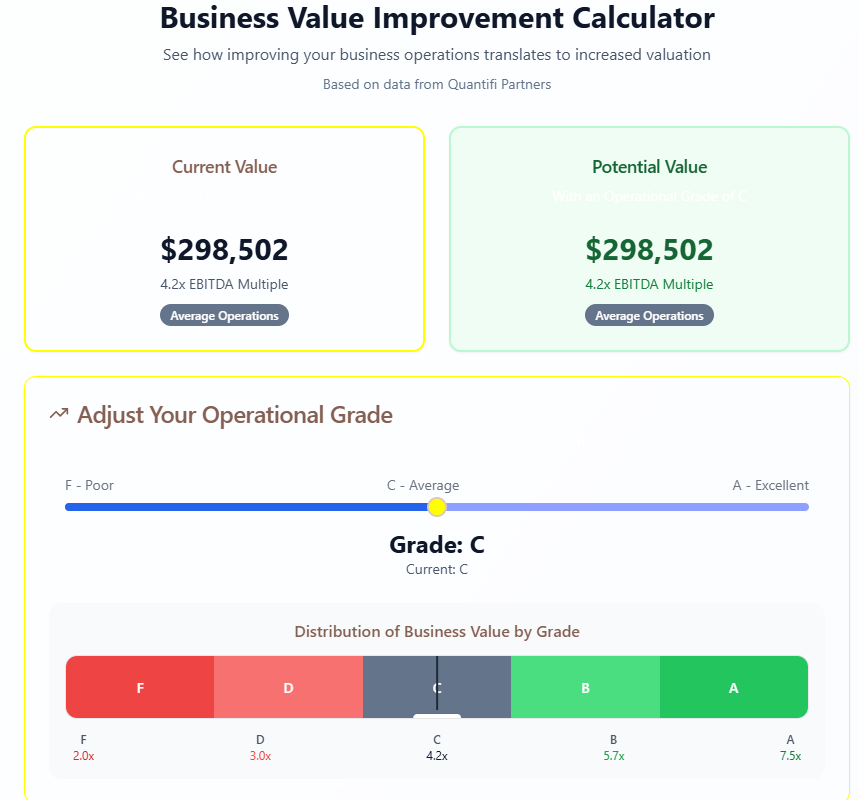 Business Value Improvement Calculator
See how improving your business operations translates to increased valuation
Based on data from Quantifi Partners
Current Value
$298,502
4.2x EBITDA Multiple
Average Operations
Potential Value
With an Operational Grade of C
$298,502
4.2x EBITDA Multiple
Average Operations
Adjust Your Operational Grade
F - Poor C - Average A - Excellent
Grade: C
Current: C
Distribution of Business Value by Grade
F D C B A
F D C B A
2.0x 3.0x 4.2x 5.7x 7.5x